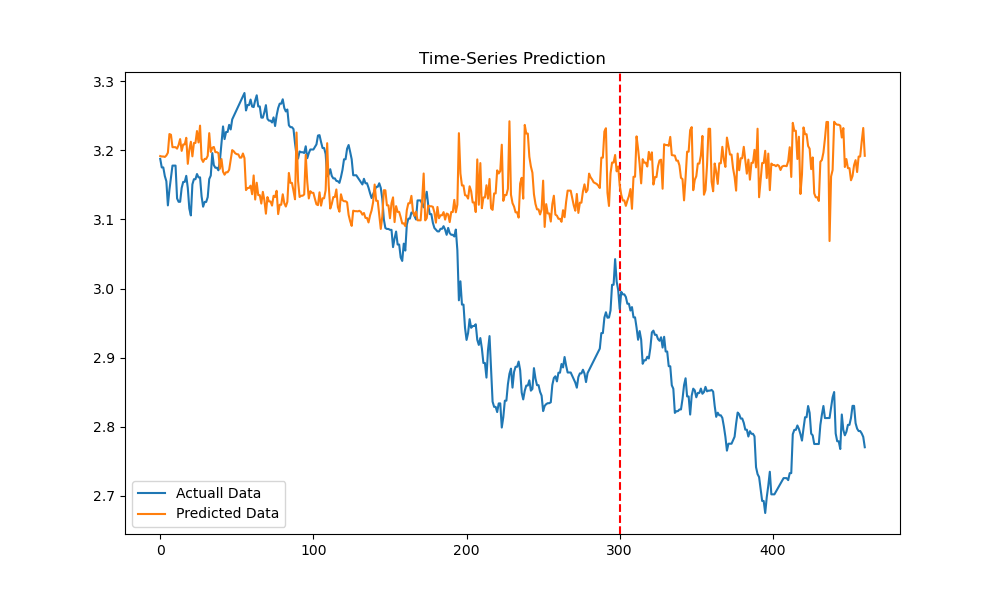 Time-Series Prediction
3.3
3.2
3.1
3.0
2.9
2.8
2.7
Actuall Data
Predicted Data
0 100 200 300 400